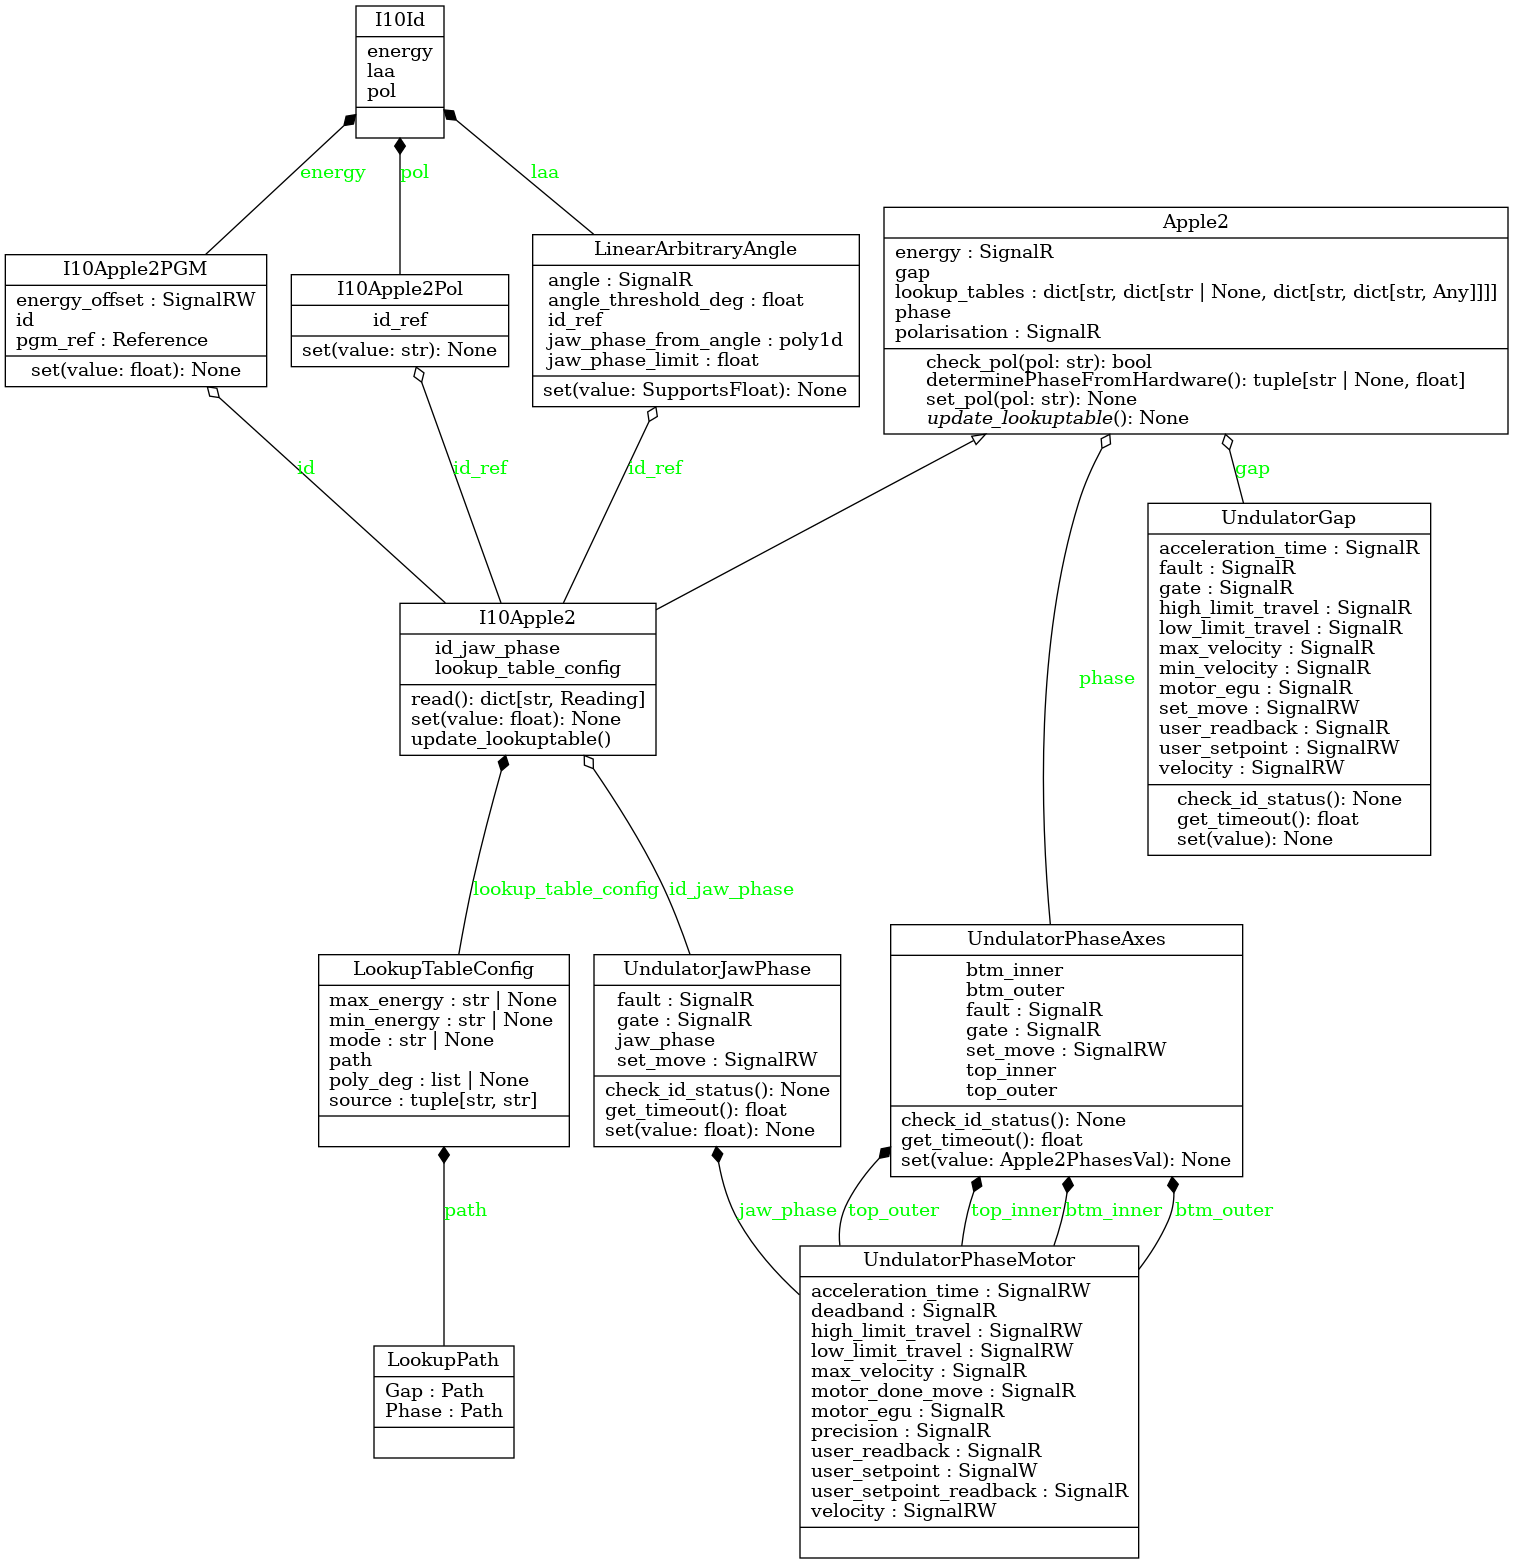 I10Id
energy
laa
pol
energy
pol
laa
I10Apple2PGM
energy_offset : SignalRW
id
pgm_ref : Reference
set(value: float): None
I10Apple2Pol
id_ref
set(value: str): None
LinearArbitraryAngle
angle : SignalR
angle_threshold_deg : float
id_ref
jaw_phase_from_angle : poly1d
jaw_phase_limit : float
set(value: SupportsFloat): None
Apple2
energy : SignalR
gap
lookup_tables : dict[str, dict[str | None, dict[str, dict[str, Any]]]]
phase
polarisation : SignalR
check_pol(pol: str): bool
determinePhaseFromHardware(): tuple[str | None, float]
set_pol(pol: str): None
update_lookuptable(): None
id
id_ref
id_ref
gap
I10Apple2
id_jaw_phase
lookup_table_config
read(): dict[str, Reading]
set(value: float): None
update_lookuptable()
phase
UndulatorGap
acceleration_time : SignalR
fault : SignalR
gate : SignalR
high_limit_travel : SignalR
low_limit_travel : SignalR
max_velocity : SignalR
min_velocity : SignalR
motor_egu : SignalR
set_move : SignalRW
user_readback : SignalR
user_setpoint : SignalRW
velocity : SignalRW
check_id_status(): None
get_timeout(): float
set(value): None
lookup_table_config
id_jaw_phase
LookupTableConfig
max_energy : str | None
min_energy : str | None
mode : str | None
path
poly_deg : list | None
source : tuple[str, str]
UndulatorJawPhase
fault : SignalR
gate : SignalR
jaw_phase
set_move : SignalRW
check_id_status(): None
get_timeout(): float
set(value: float): None
UndulatorPhaseAxes
btm_inner
btm_outer
fault : SignalR
gate : SignalR
set_move : SignalRW
top_inner
top_outer
check_id_status(): None
get_timeout(): float
set(value: Apple2PhasesVal): None
path
jaw_phase
top_outer
top_inner
btm_inner
btm_outer
LookupPath
Gap : Path
Phase : Path
UndulatorPhaseMotor
acceleration_time : SignalRW
deadband : SignalR
high_limit_travel : SignalRW
low_limit_travel : SignalRW
max_velocity : SignalR
motor_done_move : SignalR
motor_egu : SignalR
precision : SignalR
user_readback : SignalR
user_setpoint : SignalW
user_setpoint_readback : SignalR
velocity : SignalRW